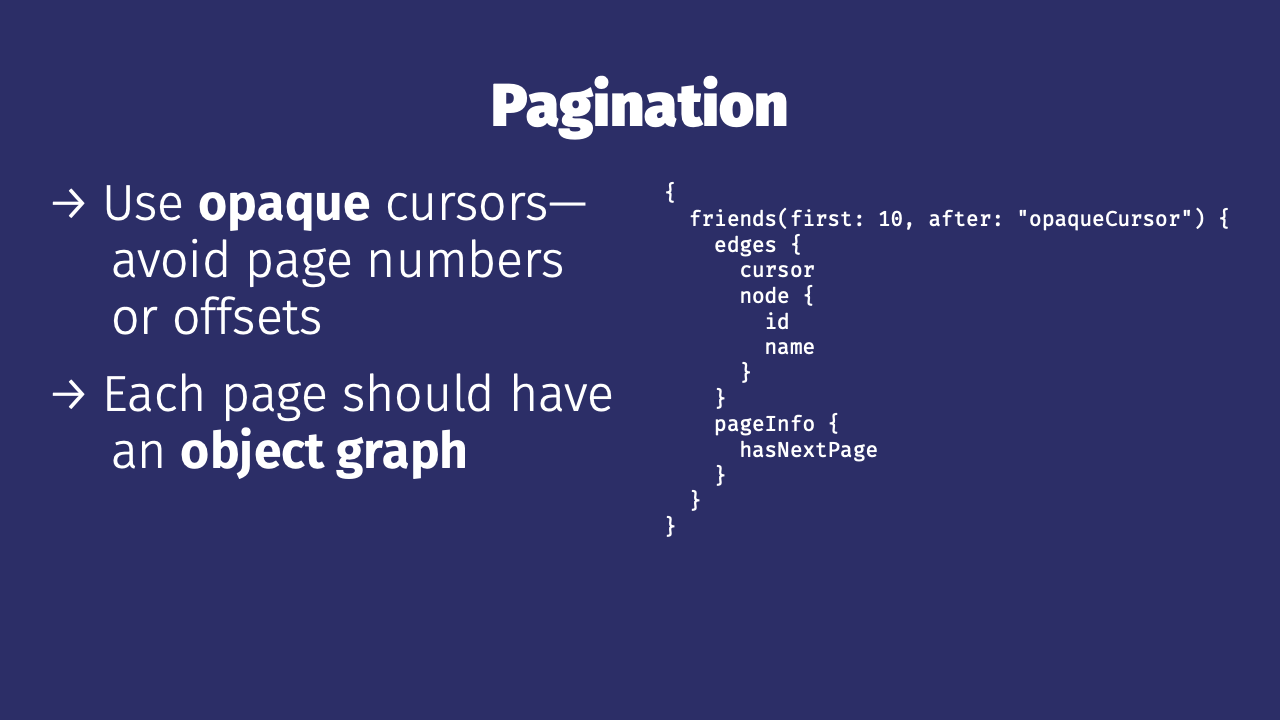 Pagination
→ Use opaque cursors—
avoid page numbers
or offsets
→ Each page should have
an object graph
{
  friends(first: 10, after: "opaqueCursor") {
    edges {
      cursor
      node {
        id
        name
      }
    }
    pageInfo {
      hasNextPage
    }
  }
}